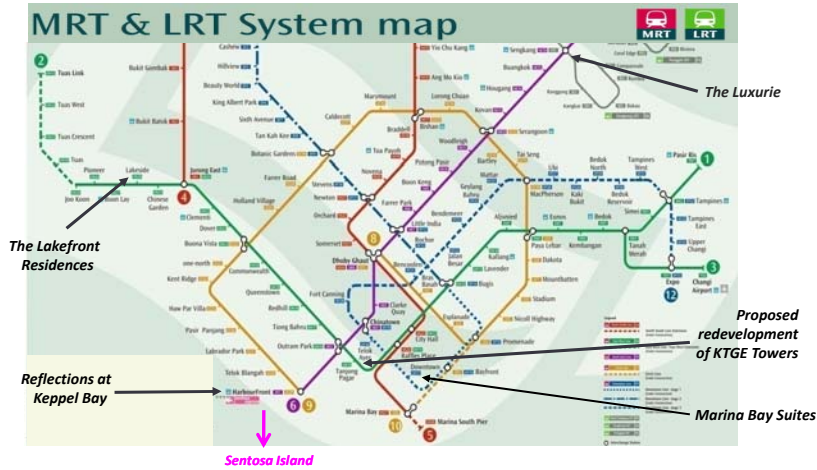 MRT & LRT System map
MRT
LRT
2
Cashew
Hillview
Beauty World
King Albert Park
Sixth Avenue
Tan Kah Kee
Botanic Gardens
Tuas Link
Tuas West
Tuas Crescent
Tuas
Bukit Gombak
Bukit Batok
Pioneer
Lakeside
Jurong East
Joo Koon
Boon Lay
Chinese
Garden
4
Clementi
Dover
Buona Vista
one-north
Kent Ridge
Haw Par Villa
Pasir Panjang
Labrador Park
Telok Blangah
HarbourFront
Holland Village
Farrer Road
Commonwealth
Queenstown
Redhill
Tiong Bahru
Outram Park
Caldecott
Marymount
Lorong Chuan
Yio Chu Kang
Ang Mo Kio
Bishan
Braddell
Toa Payoh
Novena
Newton
Stevens
Orchard
Somerset
Dhoby Ghaut
8
Fort Canning
Chinatown
Clarke
Quay
Telok
Ayer
Tanjong
Pagar
Raffles Place
City Hall
Downtown
Bayfront
Marina Bay
10
Marina South Pier
5
6
9
Sengkang
Buangkok
Hougang
Kovan
Serangoon
Woodleigh
Potong Pasir
Boon Keng
Farrer Park
Little India
Rochor
Bencoolen
Bras
Basah
Esplanade
Promenade
Nicoll Highway
Stadium
Mountbatten
Dakota
Paya Lebar
Bartley
Tai Seng
MacPherson
Mattar
Geylang
Bahru
Bendemeer
Jalan
Besar
Bugis
Lavender
Kallang
Aljunied
Eunos
Kembangan
Bedok
Tanah
Merah
Simei
Ubi
Kaki
Bukit
Bedok
North
Bedok
Reservoir
Tampines
West
Tampines
Tampines
East
Upper
Changi
Expo
12
Changi
Airport
3
Pasir Ris
1
The Luxurie
The Lakefront
Residences
Reflections at
Keppel Bay
Sentosa Island
Proposed
redevelopment
of KTGE Towers
Marina Bay Suites